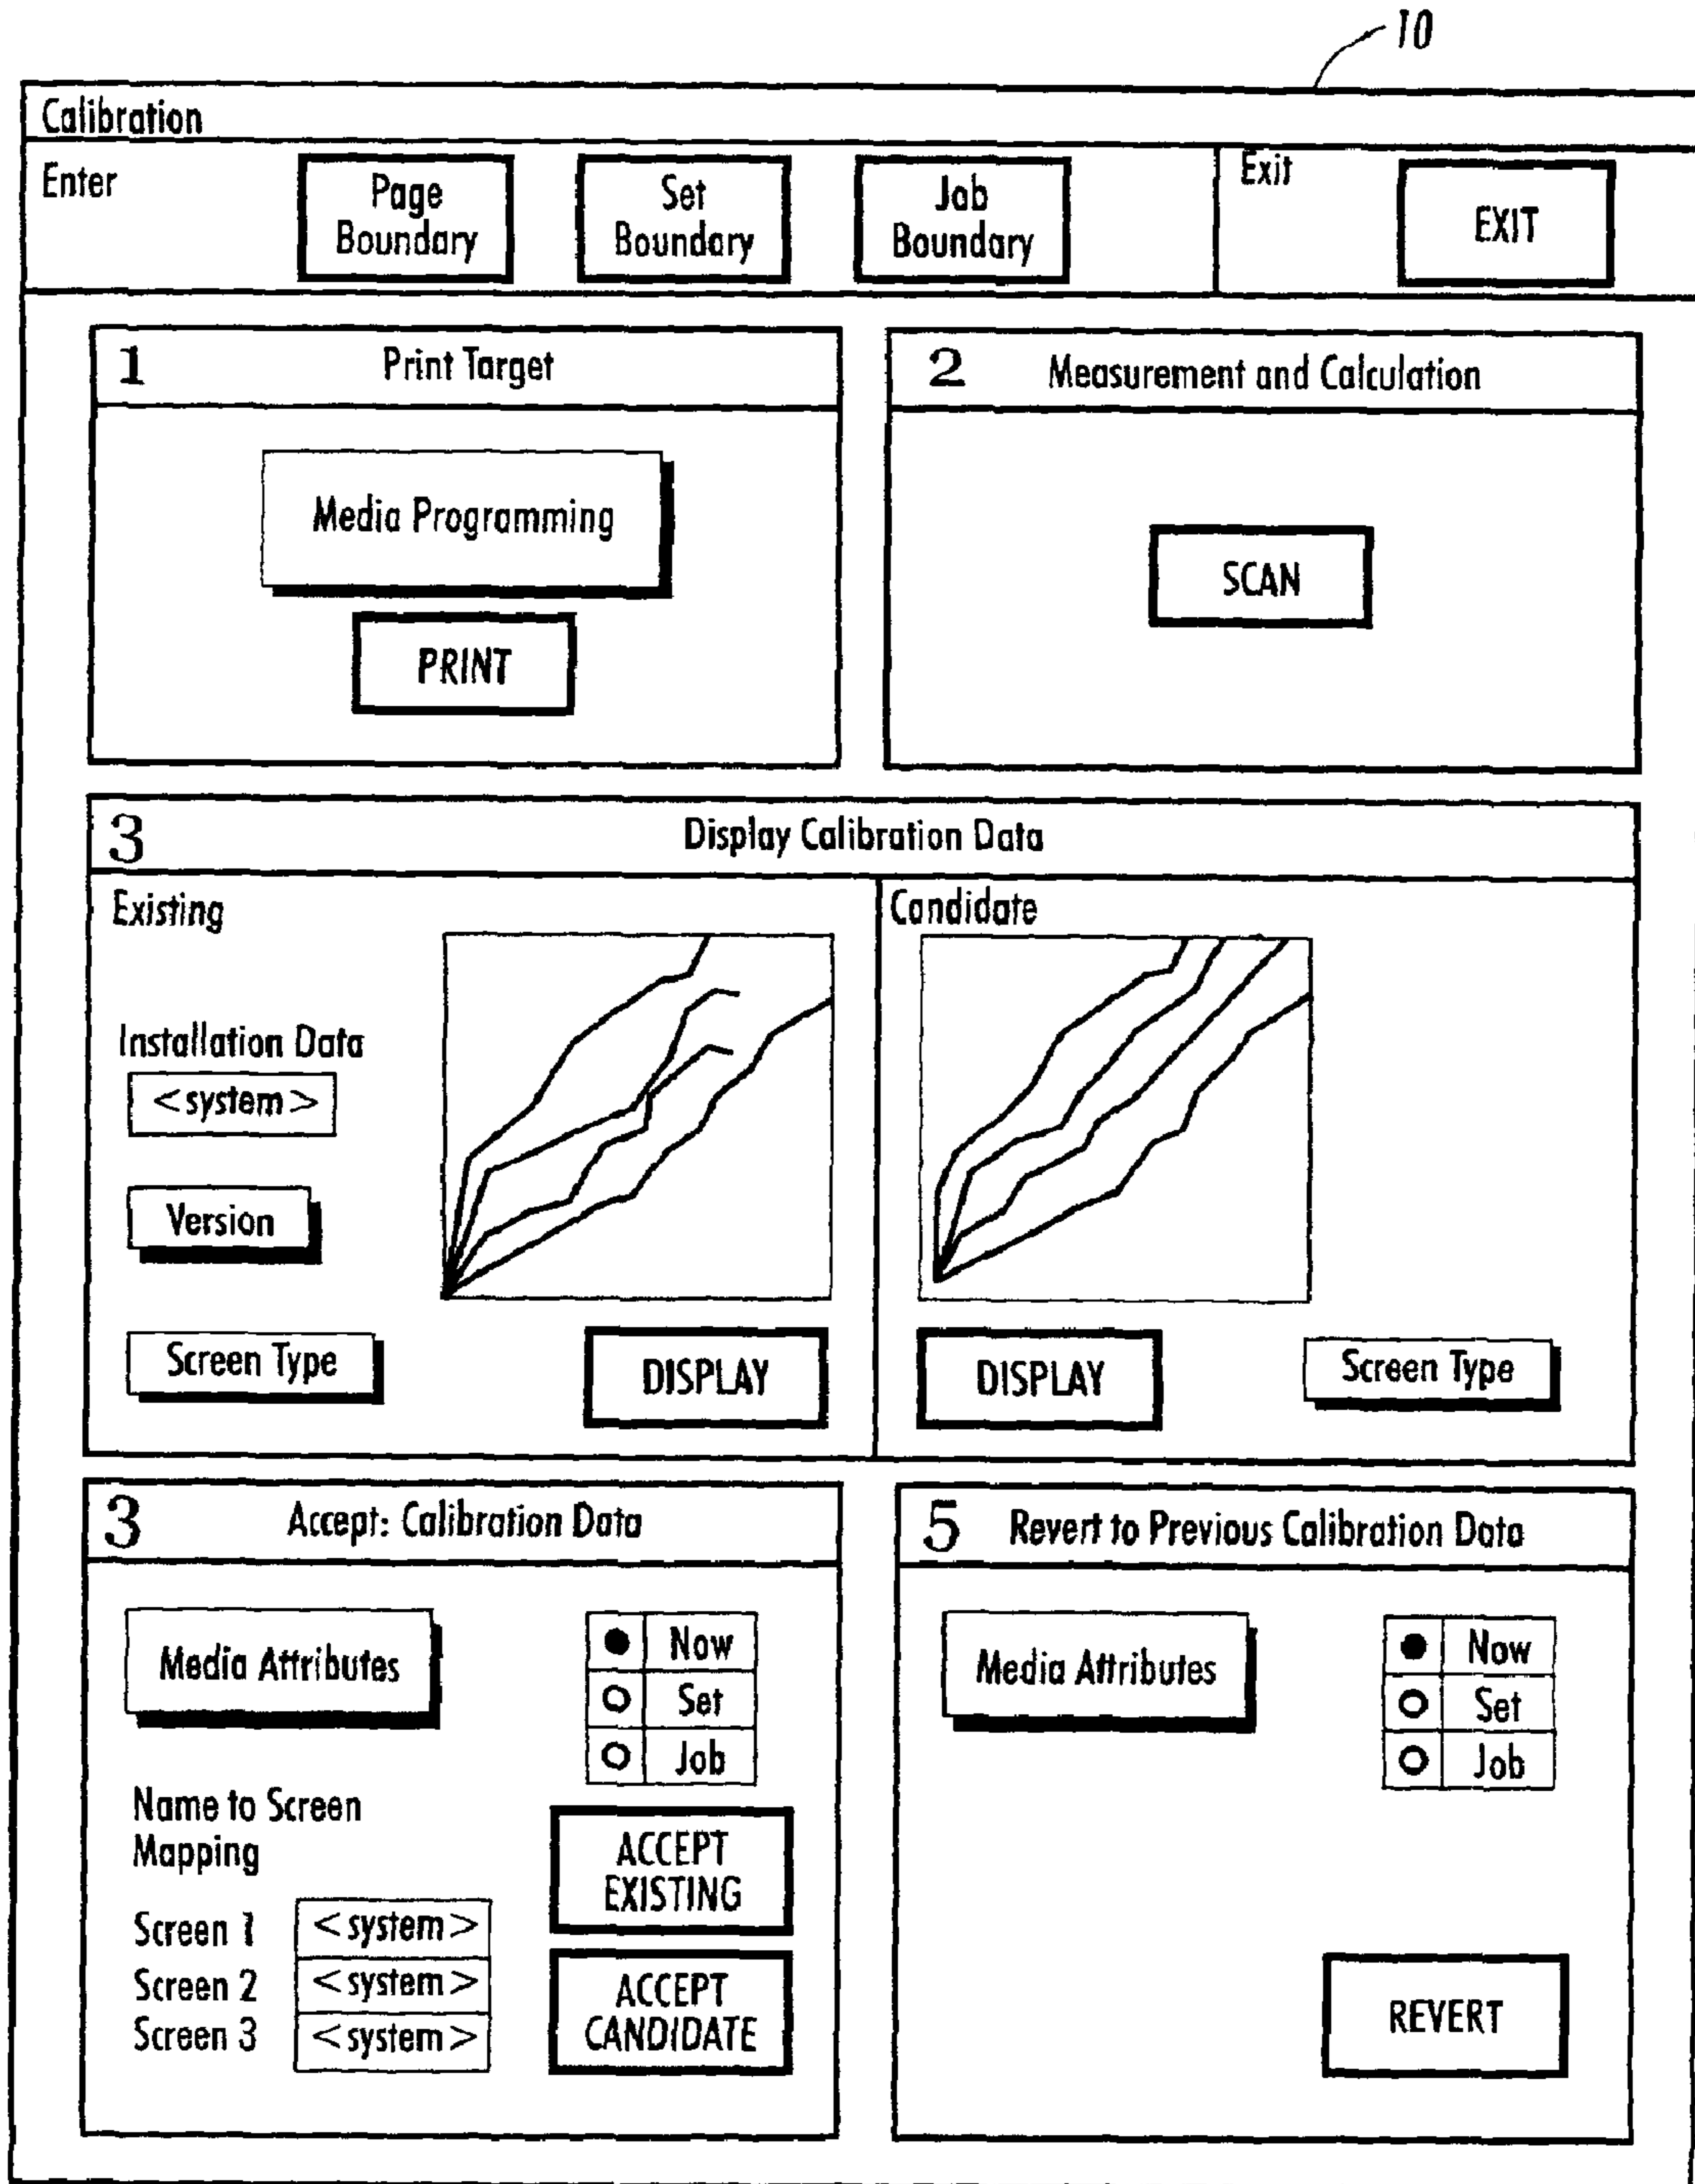 10
Calibration
Enter
Page
Boundary
Set
Boundary
Job
Boundary
Exit
EXIT
1 Print Target
Media Programming
PRINT
2 Measurement and Calculation
SCAN
3 Display Calibration Data
Existing
Installation Data
<system>
Version
Screen Type
DISPLAY
Candidate
DISPLAY
Screen Type
3 Accept: Calibration Data
Media Attributes
Now
Set
Job
Name to Screen
Mapping
Screen 1 <system>
Screen 2 <system>
Screen 3 <system>
ACCEPT
EXISTING
ACCEPT
CANDIDATE
5 Revert to Previous Calibration Data
Media Attributes
Now
Set
Job
REVERT